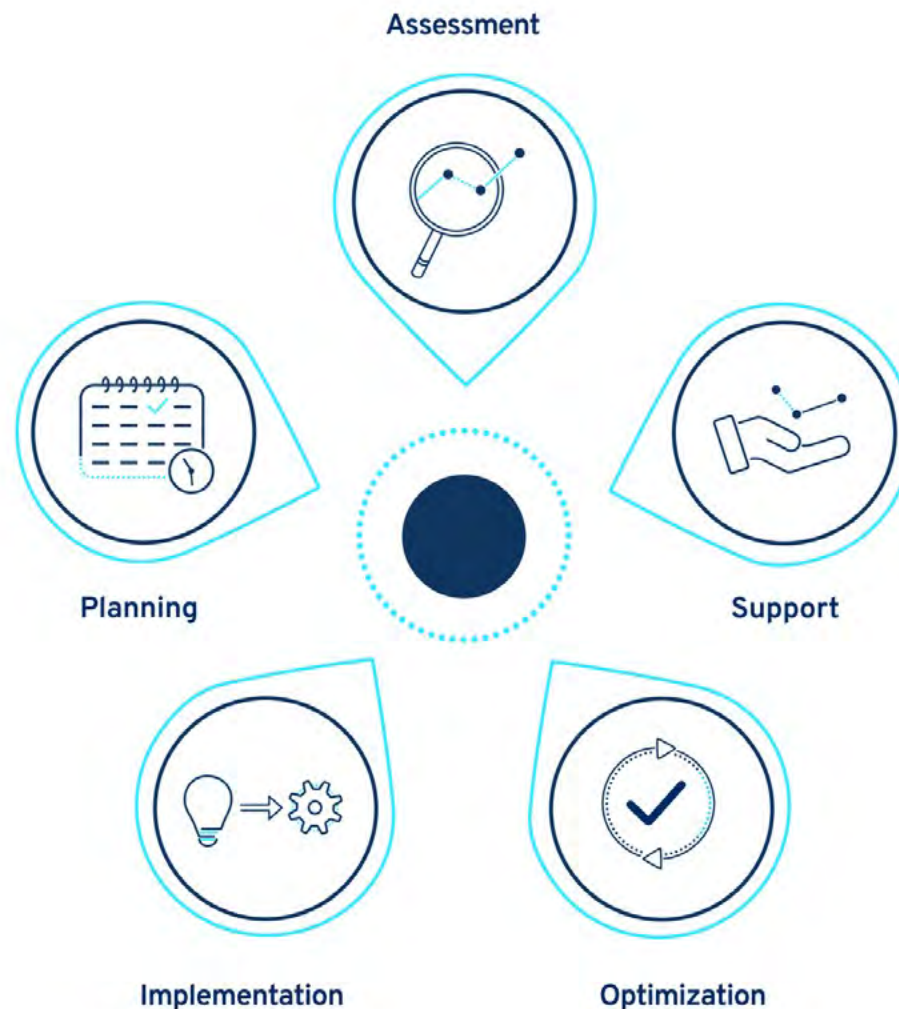 Assessment
Planning
Support
Implementation
Optimization